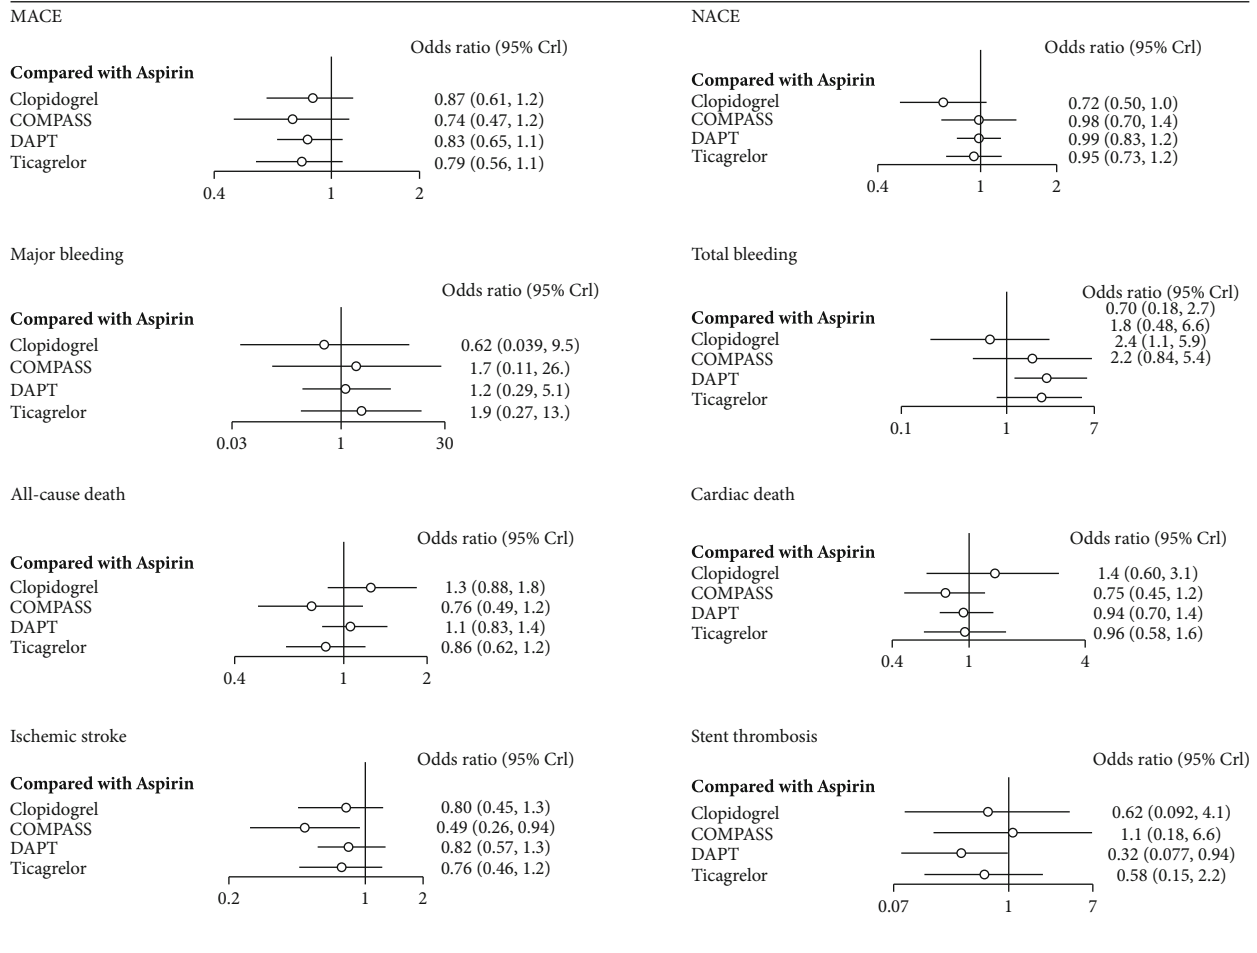 MACE
Odds ratio (95% Crl)
Compared with Aspirin
Clopidogrel 0.87 (0.61, 1.2)
COMPASS 0.74 (0.47, 1.2)
DAPT 0.83 (0.65, 1.1)
Ticagrelor 0.79 (0.56, 1.1)
0.4 1 2
NACE
Odds ratio (95% Crl)
Compared with Aspirin
Clopidogrel 0.72 (0.50, 1.0)
COMPASS 0.98 (0.70, 1.4)
DAPT 0.99 (0.83, 1.2)
Ticagrelor 0.95 (0.73, 1.2)
0.4 1 2
Major bleeding
Odds ratio (95% Crl)
Compared with Aspirin
Clopidogrel 0.62 (0.039, 9.5)
COMPASS 1.7 (0.11, 26.)
DAPT 1.2 (0.29, 5.1)
Ticagrelor 1.9 (0.27, 13.)
0.03 1 30
Total bleeding
Odds ratio (95% Crl)
0.70 (0.18, 2.7)
Compared with Aspirin
1.8 (0.48, 6.6)
Clopidogrel 2.4 (1.1, 5.9)
COMPASS 2.2 (0.84, 5.4)
DAPT
Ticagrelor
0.1 1 7
All-cause death
Odds ratio (95% Crl)
Compared with Aspirin
Clopidogrel 1.3 (0.88, 1.8)
COMPASS 0.76 (0.49, 1.2)
DAPT 1.1 (0.83, 1.4)
Ticagrelor 0.86 (0.62, 1.2)
0.4 1 2
Cardiac death
Odds ratio (95% Crl)
Compared with Aspirin
Clopidogrel 1.4 (0.60, 3.1)
COMPASS 0.75 (0.45, 1.2)
DAPT 0.94 (0.70, 1.4)
Ticagrelor 0.96 (0.58, 1.6)
0.4 1 4
Ischemic stroke
Odds ratio (95% Crl)
Compared with Aspirin
Clopidogrel 0.80 (0.45, 1.3)
COMPASS 0.49 (0.26, 0.94)
DAPT 0.82 (0.57, 1.3)
Ticagrelor 0.76 (0.46, 1.2)
0.2 1 2
Stent thrombosis
Odds ratio (95% Crl)
Compared with Aspirin
Clopidogrel 0.62 (0.092, 4.1)
COMPASS 1.1 (0.18, 6.6)
DAPT 0.32 (0.077, 0.94)
Ticagrelor 0.58 (0.15, 2.2)
0.07 1 7